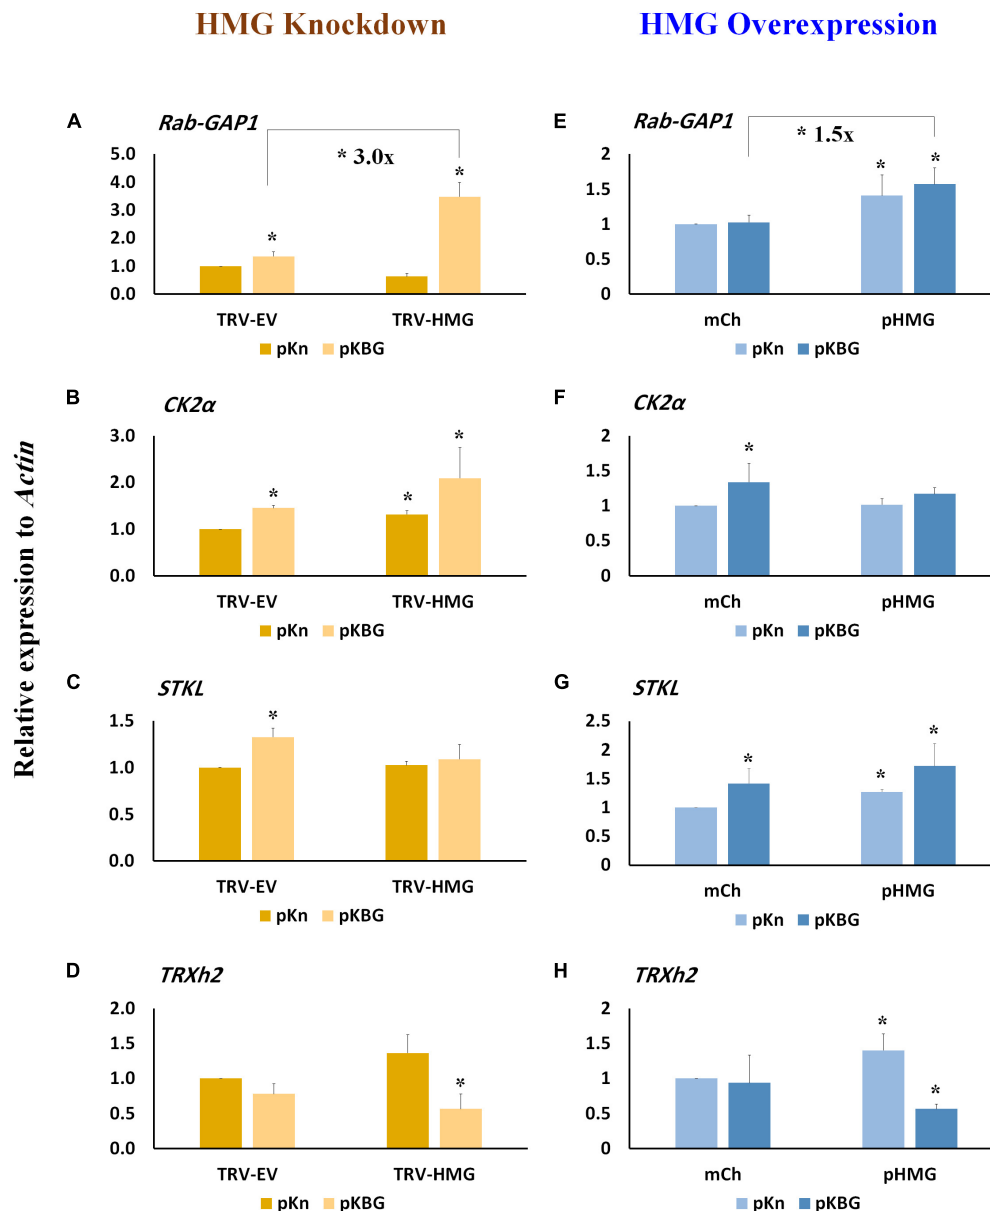 HMG Knockdown
HMG Overexpression
Relative expression to Actin
A
Rab-GAP1
* 3.0x
5.0
4.0
3.0
2.0
1.0
0.0
*
*
TRV-EV TRV-HMG
pKn pKBG
E
Rab-GAP1
* 1.5x
2
1.5
1
0.5
0
* *
mCh pHMG
pKn pKBG
B
CK2α
3.0
2.0
1.0
0.0
*
*
*
TRV-EV TRV-HMG
pKn pKBG
F
CK2α
2
1.5
1
0.5
0
*
mCh pHMG
pKn pKBG
C
STKL
1.5
1.0
0.5
0.0
*
TRV-EV TRV-HMG
pKn pKBG
G
STKL
2.5
2
1.5
1
0.5
0
*
*
*
mCh pHMG
pKn pKBG
D
TRXh2
2.0
1.5
1.0
0.5
0.0
*
TRV-EV TRV-HMG
pKn pKBG
H
TRXh2
2
1.5
1
0.5
0
*
*
mCh pHMG
pKn pKBG